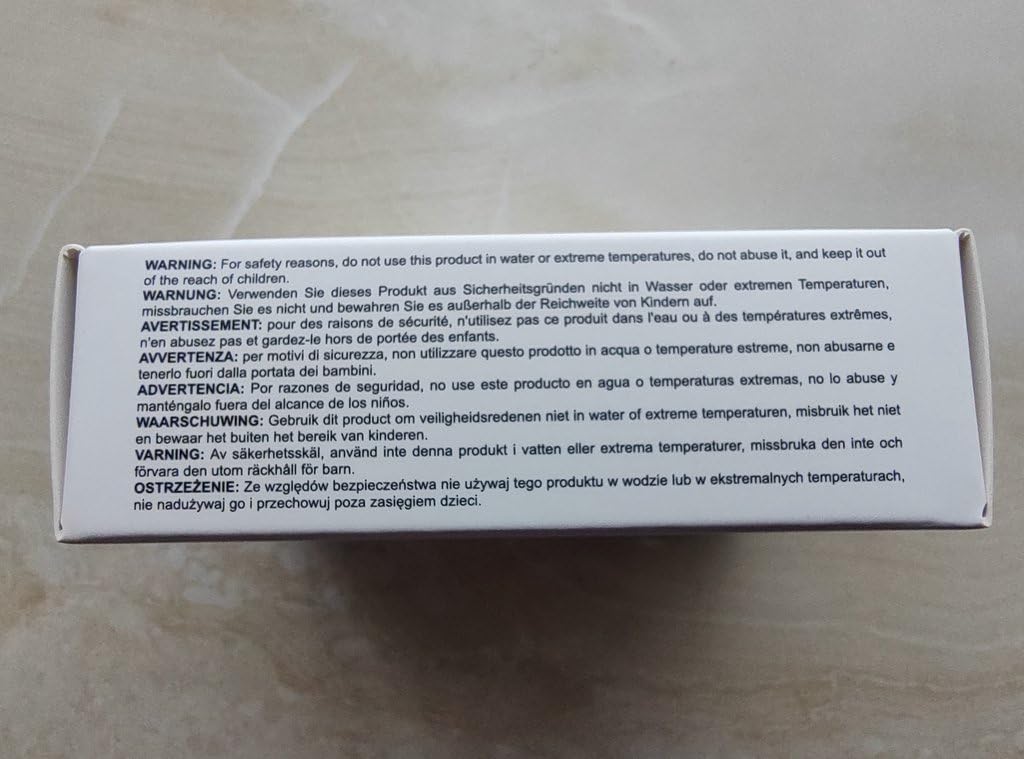 WARNING: For safety reasons, do not use this product in water or extreme temperatures, do not abuse it, and keep it out
of the reach of children.
WARNUNG: Verwenden Sie dieses Produkt aus Sicherheitsgründen nicht in Wasser oder extremen Temperaturen,
missbrauchen Sie es nicht und bewahren Sie es außerhalb der Reichweite von Kindern auf.
AVERTISSEMENT: pour des raisons de sécurité, n'utilisez pas ce produit dans l'eau ou à des températures extrêmes,
n'en abusez pas et gardez-le hors de portée des enfants.
AVVERTENZA: per motivi di sicurezza, non utilizzare questo prodotto in acqua o temperature estreme, non abusarne e
tenerlo fuori dalla portata dei bambini.
ADVERTENCIA: Por razones de seguridad, no use este producto en agua o temperaturas extremas, no lo abuse y
manténgalo fuera del alcance de los niños.
WAARSCHUWING: Gebruik dit product om veiligheidsredenen niet in water of extreme temperaturen, misbruik het niet
en bewaar het buiten het bereik van kinderen.
VARNING: Av säkerhetsskäl, använd inte denna produkt i vatten eller extrema temperaturer, missbruka den inte och
förvara den utom räckhåll för barn.
OSTRZEŻENIE: Ze względów bezpieczeństwa nie używaj tego produktu w wodzie lub w ekstremalnych temperaturach,
nie nadużywaj go i przechowuj poza zasięgiem dzieci.